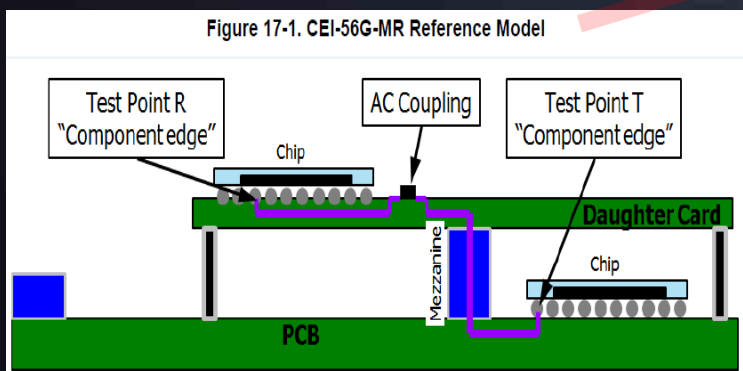 Figure 17-1. CEI-56G-MR Reference Model
Test Point R
"Component edge"
AC Coupling
Test Point T
"Component edge"
Chip
Daughter Card
Mezzanine
Chip
PCB